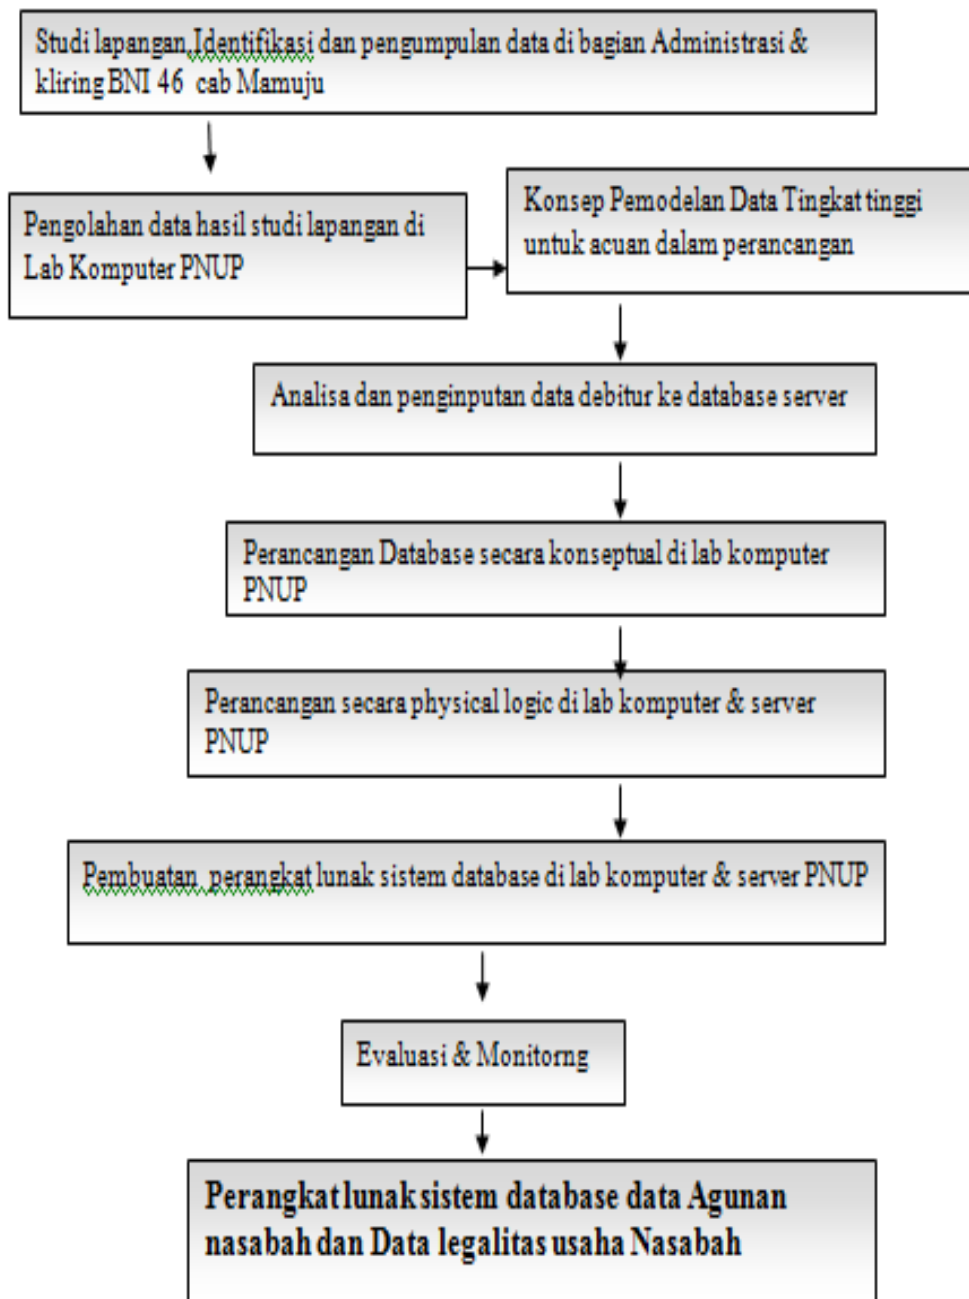 Studi lapangan,Identifikasi dan pengumpulan data di bagian Administrasi &
kliring BNI 46 cab Mamuju
Pengolahan data hasil studi lapangan di
Lab Komputer PNUP
Konsep Pemodelan Data Tingkat tinggi
untuk acuan dalam perancangan
Analisa dan penginputan data debitur ke database server
Perancangan Database secara konseptual di lab komputer
PNUP
Perancangan secara physical logic di lab komputer & server
PNUP
Pembuatan perangkat lunak sistem database di lab komputer & server PNUP
Evaluasi & Monitorng
Perangkat lunak sistem database data Agunan
nasabah dan Data legalitas usaha Nasabah